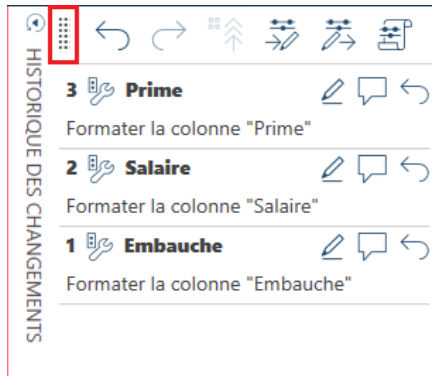 HISTORIQUE DES CHANGEMENTS
3 Prime
Formater la colonne "Prime"
2 Salaire
Formater la colonne "Salaire"
1 Embauche
Formater la colonne "Embauche"